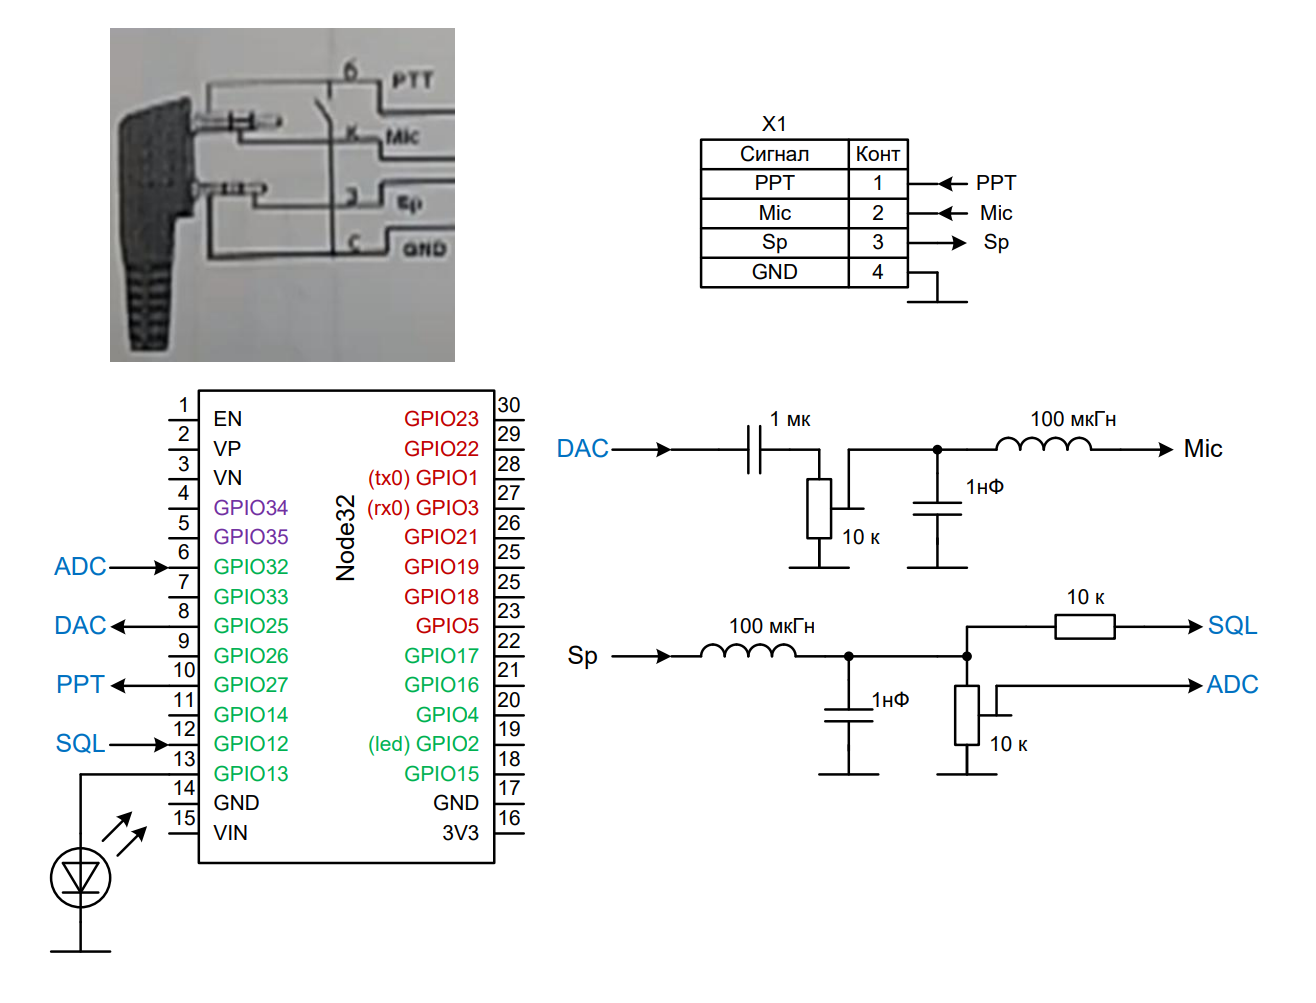 б PTT
к Mic
з Sp
С GND
X1
Сигнал Конт
PPT 1 PPT
Mic 2 Mic
Sp 3 Sp
GND 4
Node32
1 EN GPIO23 30
2 VP GPIO22 29
3 VN (tx0) GPIO1 28
4 GPIO34 (rx0) GPIO3 27
5 GPIO35 GPIO21 26
ADC 6 GPIO32 GPIO19 25
7 GPIO33 GPIO18 25
DAC 8 GPIO25 GPIO5 23
9 GPIO26 GPIO17 22
PPT 10 GPIO27 GPIO16 21
11 GPIO14 GPIO4 20
SQL 12 GPIO12 (led) GPIO2 19
13 GPIO13 GPIO15 18
14 GND GND 17
15 VIN 3V3 16
DAC 1 мк 100 мкГн Mic
1нФ
10 к
10 к
100 мкГн SQL
Sp
ADC
1нФ
10 к